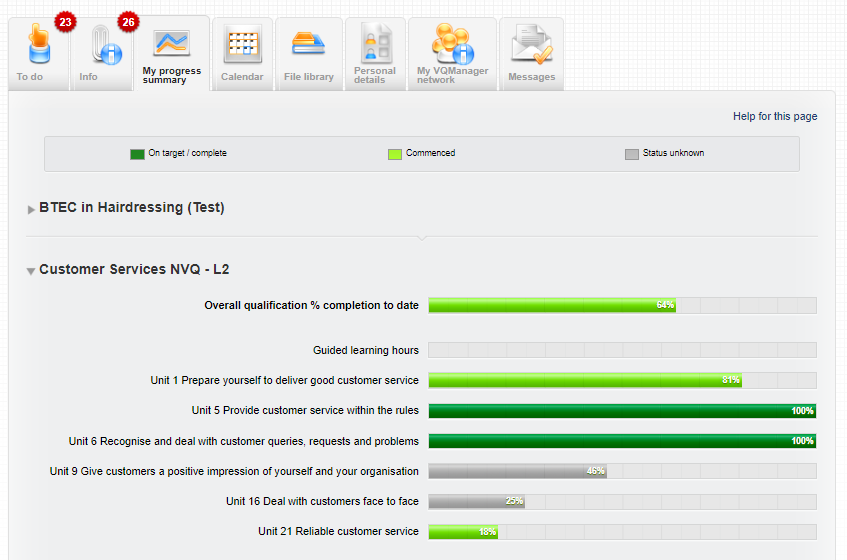 23
26
To do
Info
My progress
summary
Calendar
File library
Personal
details
My VQManager
network
Messages
Help for this page
On target / complete
Commenced
Status unknown
BTEC in Hairdressing (Test)
Customer Services NVQ - L2
Overall qualification % completion to date
64%
Guided learning hours
Unit 1 Prepare yourself to deliver good customer service
81%
Unit 5 Provide customer service within the rules
100%
Unit 6 Recognise and deal with customer queries, requests and problems
100%
Unit 9 Give customers a positive impression of yourself and your organisation
46%
Unit 16 Deal with customers face to face
25%
Unit 21 Reliable customer service
18%